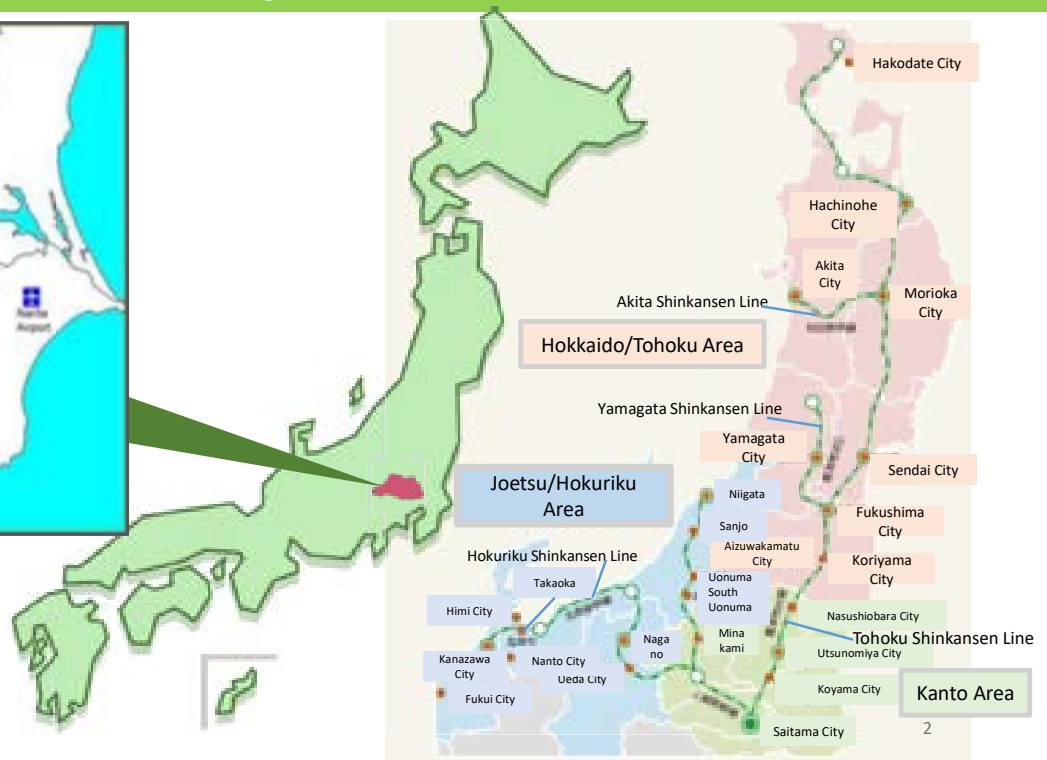 Narita
Airport
Hakodate City
Hachinohe
City
Akita
City
Akita Shinkansen Line
Morioka
City
Hokkaido/Tohoku Area
Yamagata Shinkansen Line
Yamagata
City
Sendai City
Joetsu/Hokuriku
Area
Niigata
Fukushima
City
Sanjo
Aizuwakamatu
City
Koriyama
City
Hokuriku Shinkansen Line
Takaoka
Uonuma
South
Uonuma
Himi City
Nasushiobara City
Tohoku Shinkansen Line
Mina
kami
Naga
no
Utsunomiya City
Kanazawa
City
Nanto City
Ueda City
Fukui City
Koyama City
Kanto Area
Saitama City
2